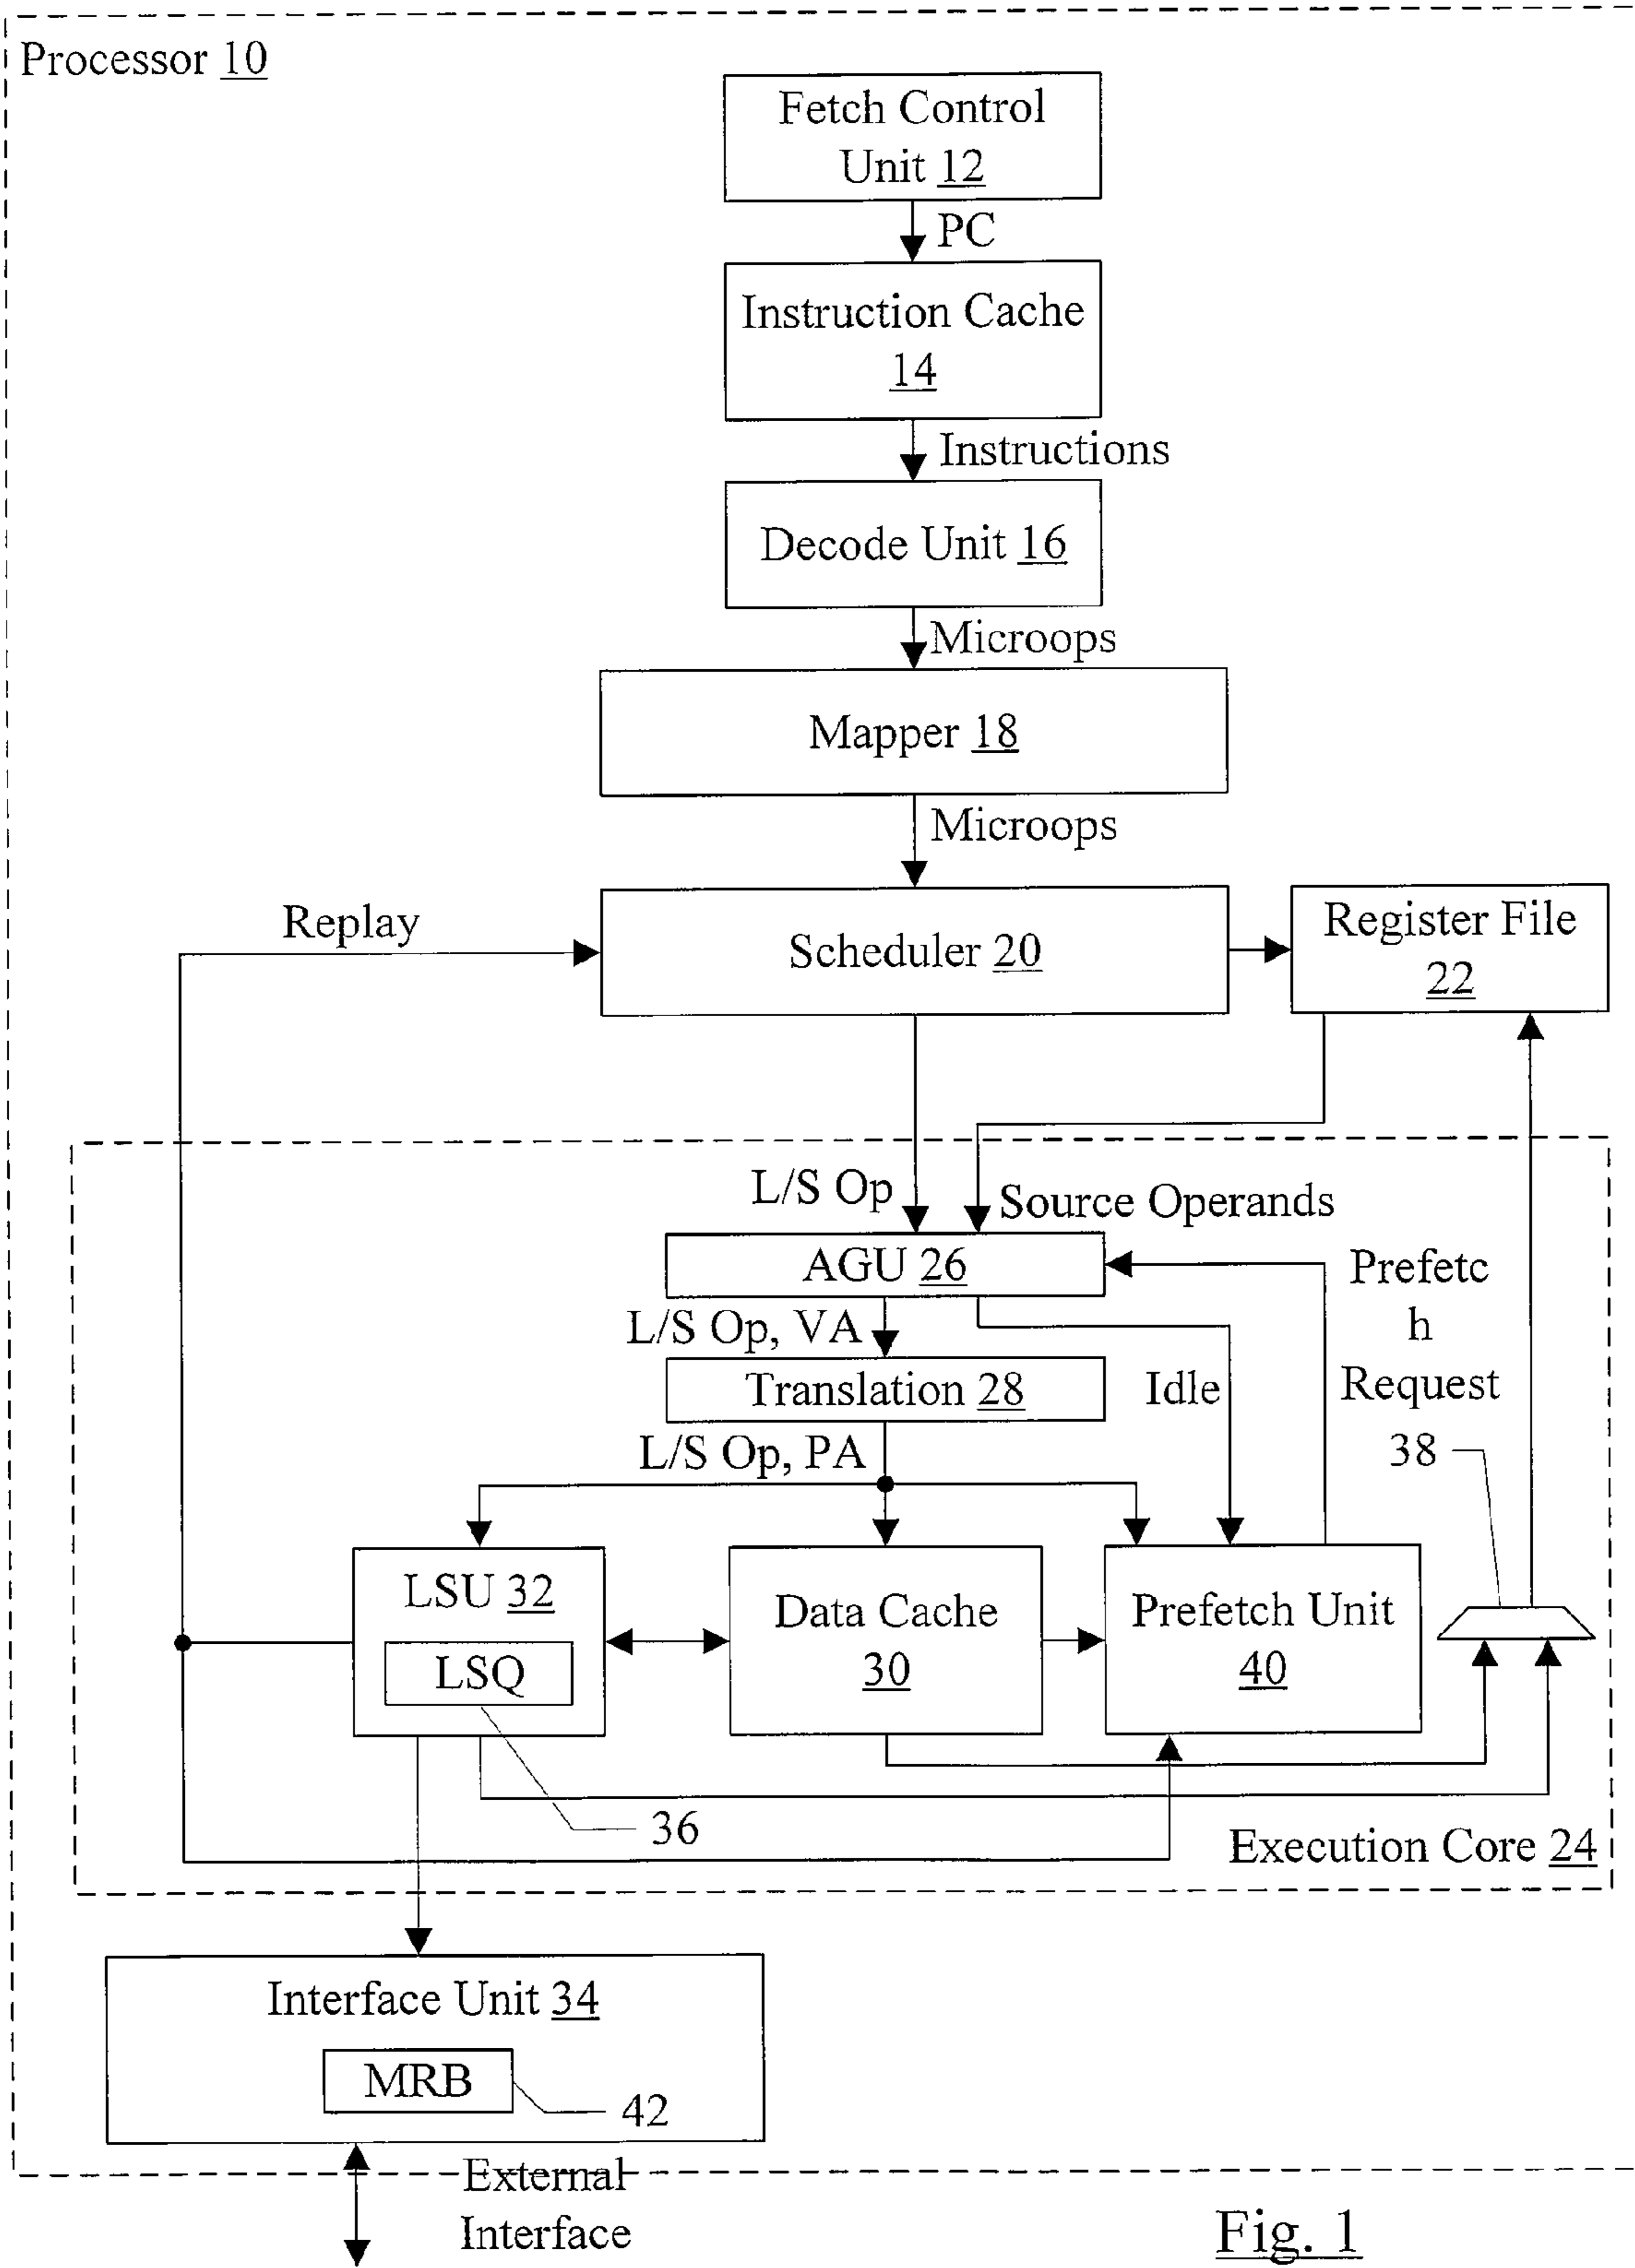 Processor 10
Fetch Control
Unit 12
PC
Instruction Cache
14
Instructions
Decode Unit 16
Microops
Mapper 18
Microops
Replay
Scheduler 20
Register File
22
L/S Op
Source Operands
AGU 26
Prefetc
h
Request
L/S Op, VA
Translation 28
Idle
L/S Op, PA
38
LSU 32
LSQ
Data Cache
30
Prefetch Unit
40
36
Execution Core 24
Interface Unit 34
MRB
42
External
Interface
Fig. 1